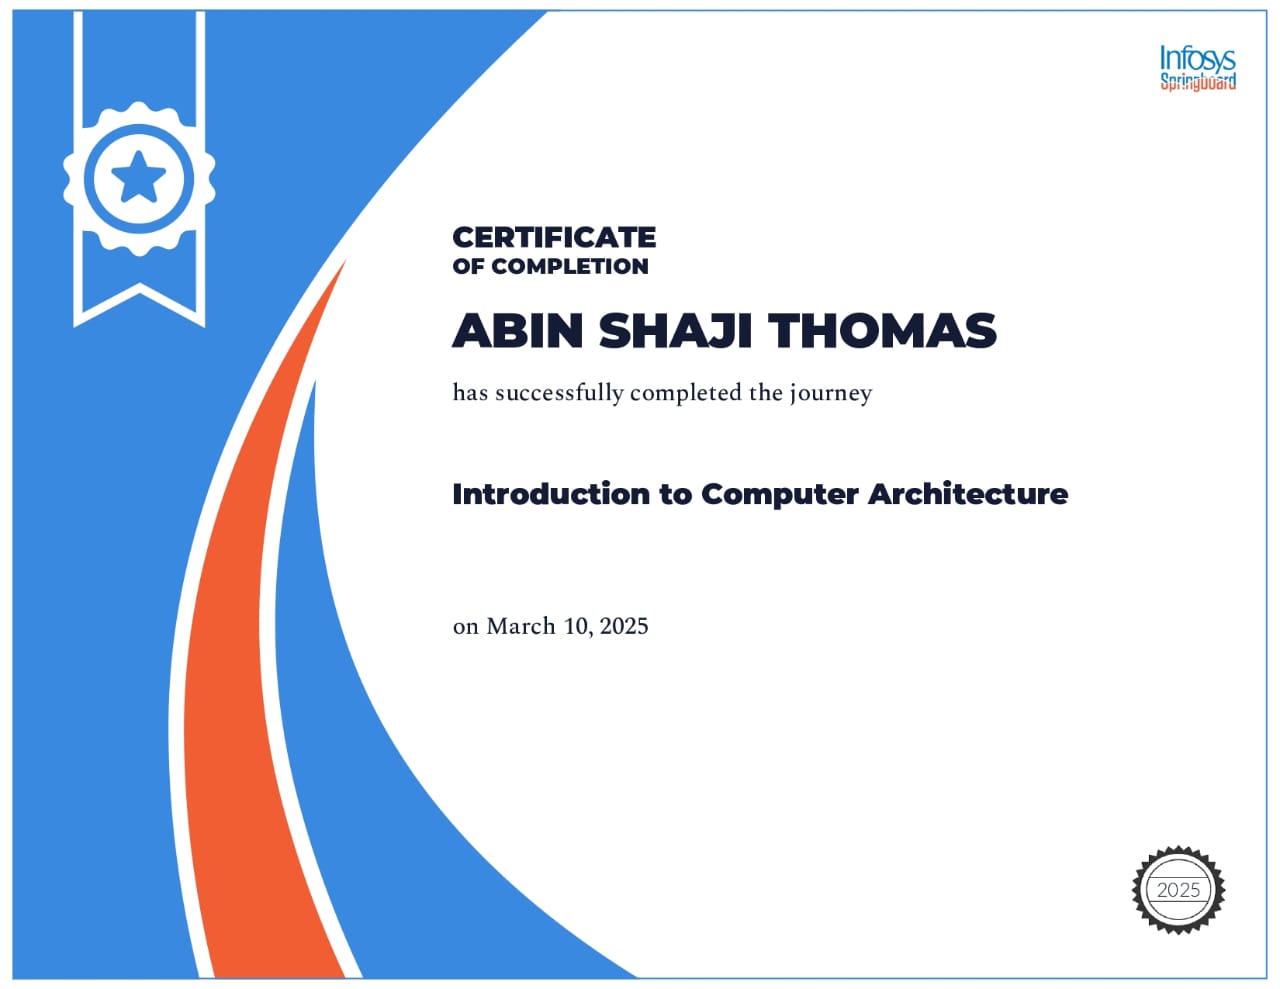 Infosys
Springboard
CERTIFICATE
OF COMPLETION
ABIN SHAJI THOMAS
has successfully completed the journey
Introduction to Computer Architecture
on March 10, 2025
2025